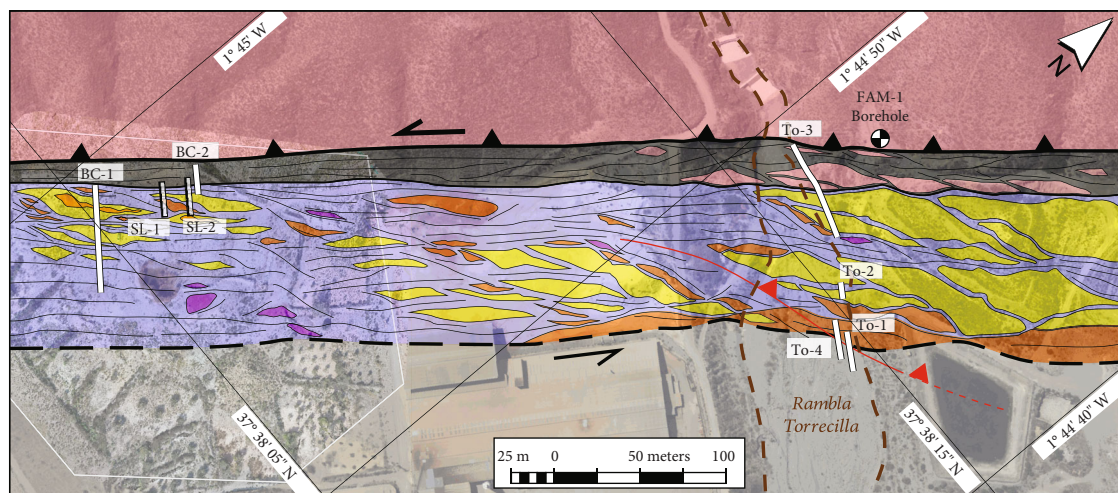 1° 45' W
1° 44' 50" W
N
FAM-1
Borehole
To-3
BC-2
BC-1
SL-1
SL-2
To-2
To-1
To-4
Rambla
Torrecilla
37° 38' 05" N
37° 38' 15" N
1° 44' 40" W
25 m 0 50 meters 100